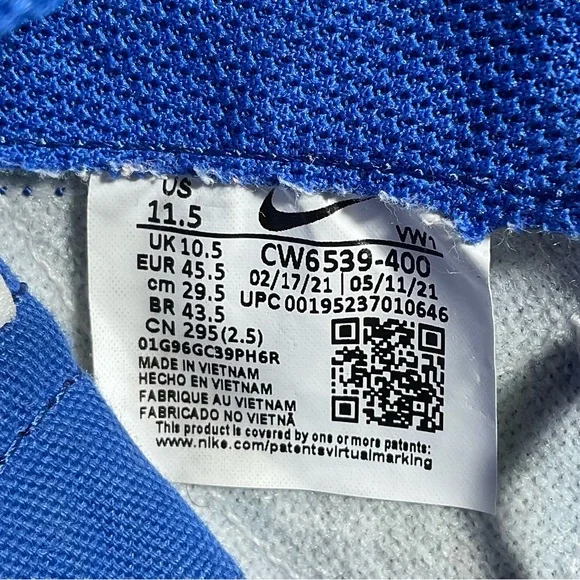 US
11.5
VW1
UK 10.5
EUR 45.5
cm 29.5
BR 43.5
CN 295(2.5)
CW6539-400
02/17/21 | 05/11/21
UPC 00195237010646
01G96GC39PH6R
MADE IN VIETNAM
HECHO EN VIETNAM
FABRIQUE AU VIETNAM
FABRICADO NO VIETNÃ
This product is covered by one or more patents:
www.nike.com/patentsvirtualmarking